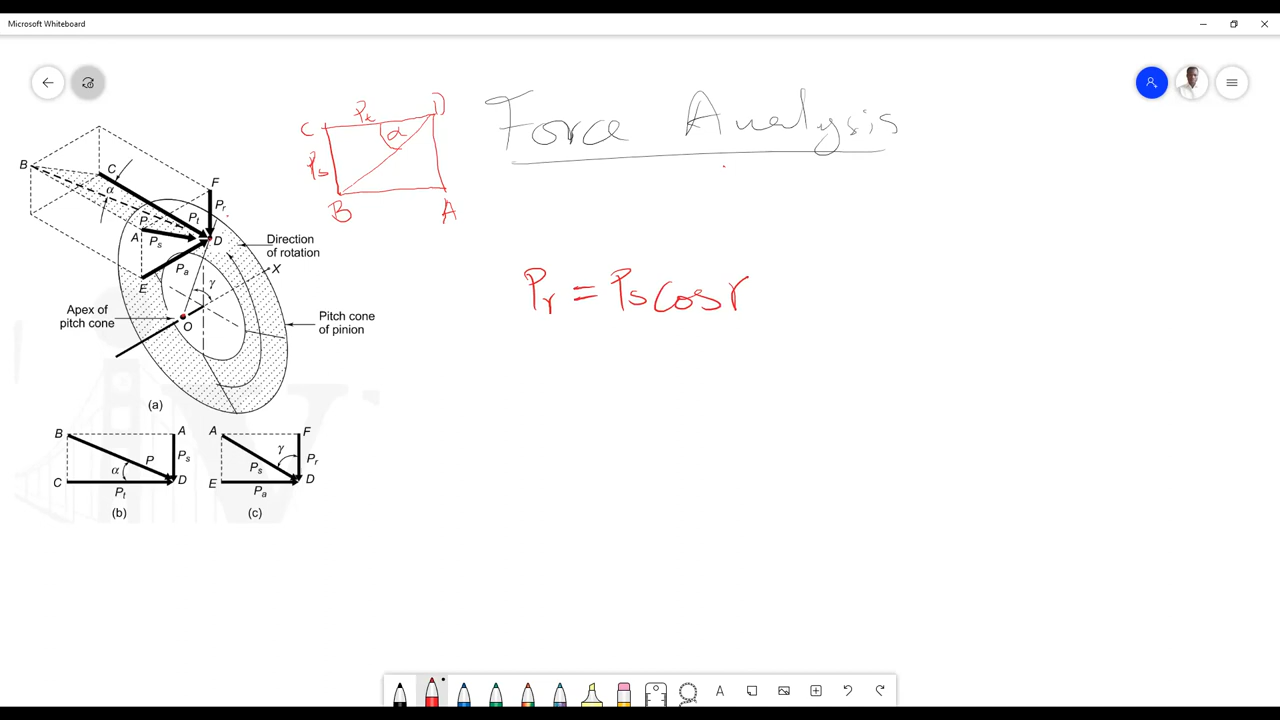 Microsoft Whiteboard
Force Analysis
C Pt D
α
Ps
B A
B
C
α
F
Pr
Pt
P
A
Ps
D
Direction
of rotation
Pa
X
E
γ
Apex of
pitch cone
O
Pitch cone
of pinion
Pr = Ps cos γ
(a)
B A
P Ps
α
C D
Pt
(b)
A F
γ
Pr
Ps
E D
Pa
(c)
A